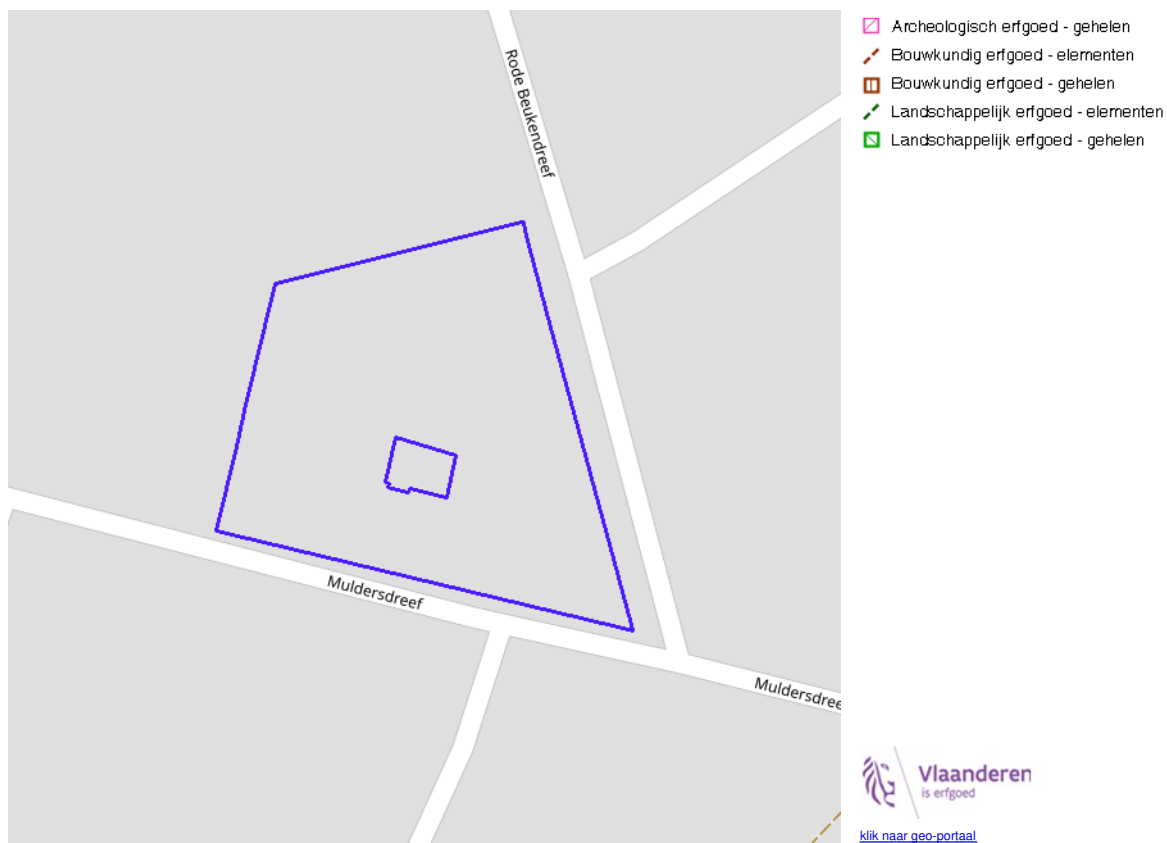 Rode Beukendreef
Muldersdreef
Muldersdree
Archeologisch erfgoed - gehelen
Bouwkundig erfgoed - elementen
Bouwkundig erfgoed - gehelen
Landschappelijk erfgoed - elementen
Landschappelijk erfgoed - gehelen
Vlaanderen
is erfgoed
klik naar geo-portaal